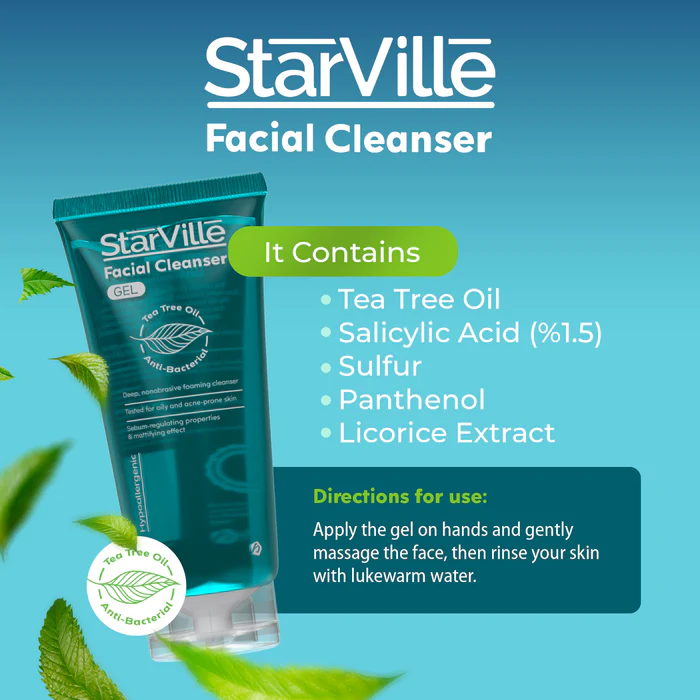 StarVille
Facial Cleanser
StarVille
Facial Cleanser
GEL
Tea Tree Oil
Anti-Bacterial
Deep, nonabrasive foaming cleanser
Tested for oily and acne-prone skin
Sebum-regulating properties
& mattifying effect
Hypoallergenic
It Contains
Tea Tree Oil
Salicylic Acid (%1.5)
Sulfur
Panthenol
Licorice Extract
Directions for use:
Apply the gel on hands and gently
massage the face, then rinse your skin
with lukewarm water.
Tea Tree Oil
Anti-Bacterial